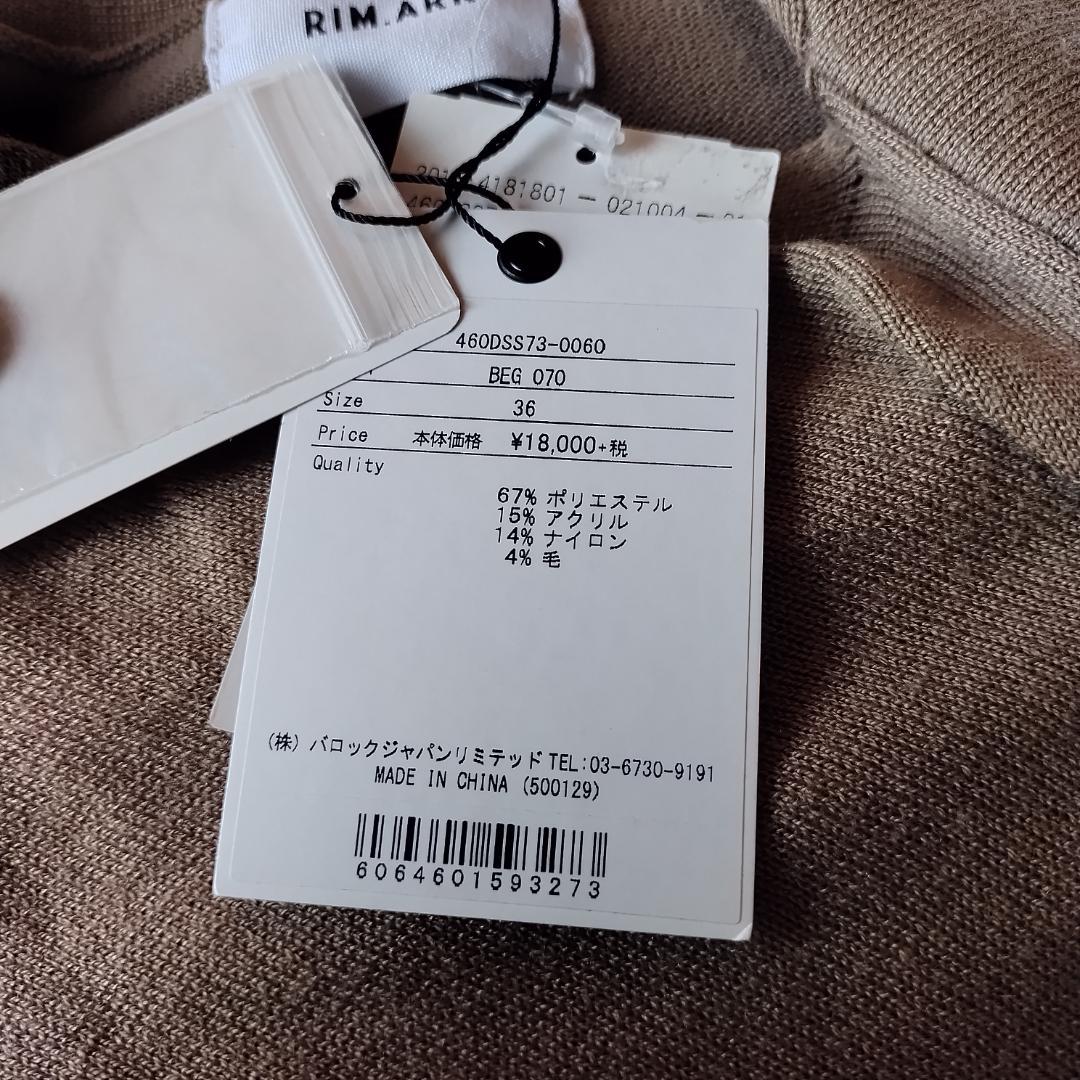 RIM.ARK
4181801 - 021004 - 01
460DSS73-0060
BEG 070
Size 36
Price 本体価格 ¥18,000+税
Quality
67% ポリエステル
15% アクリル
14% ナイロン
4% 毛
(株) バロックジャパンリミテッド TEL:03-6730-9191
MADE IN CHINA (500129)
6064601593273